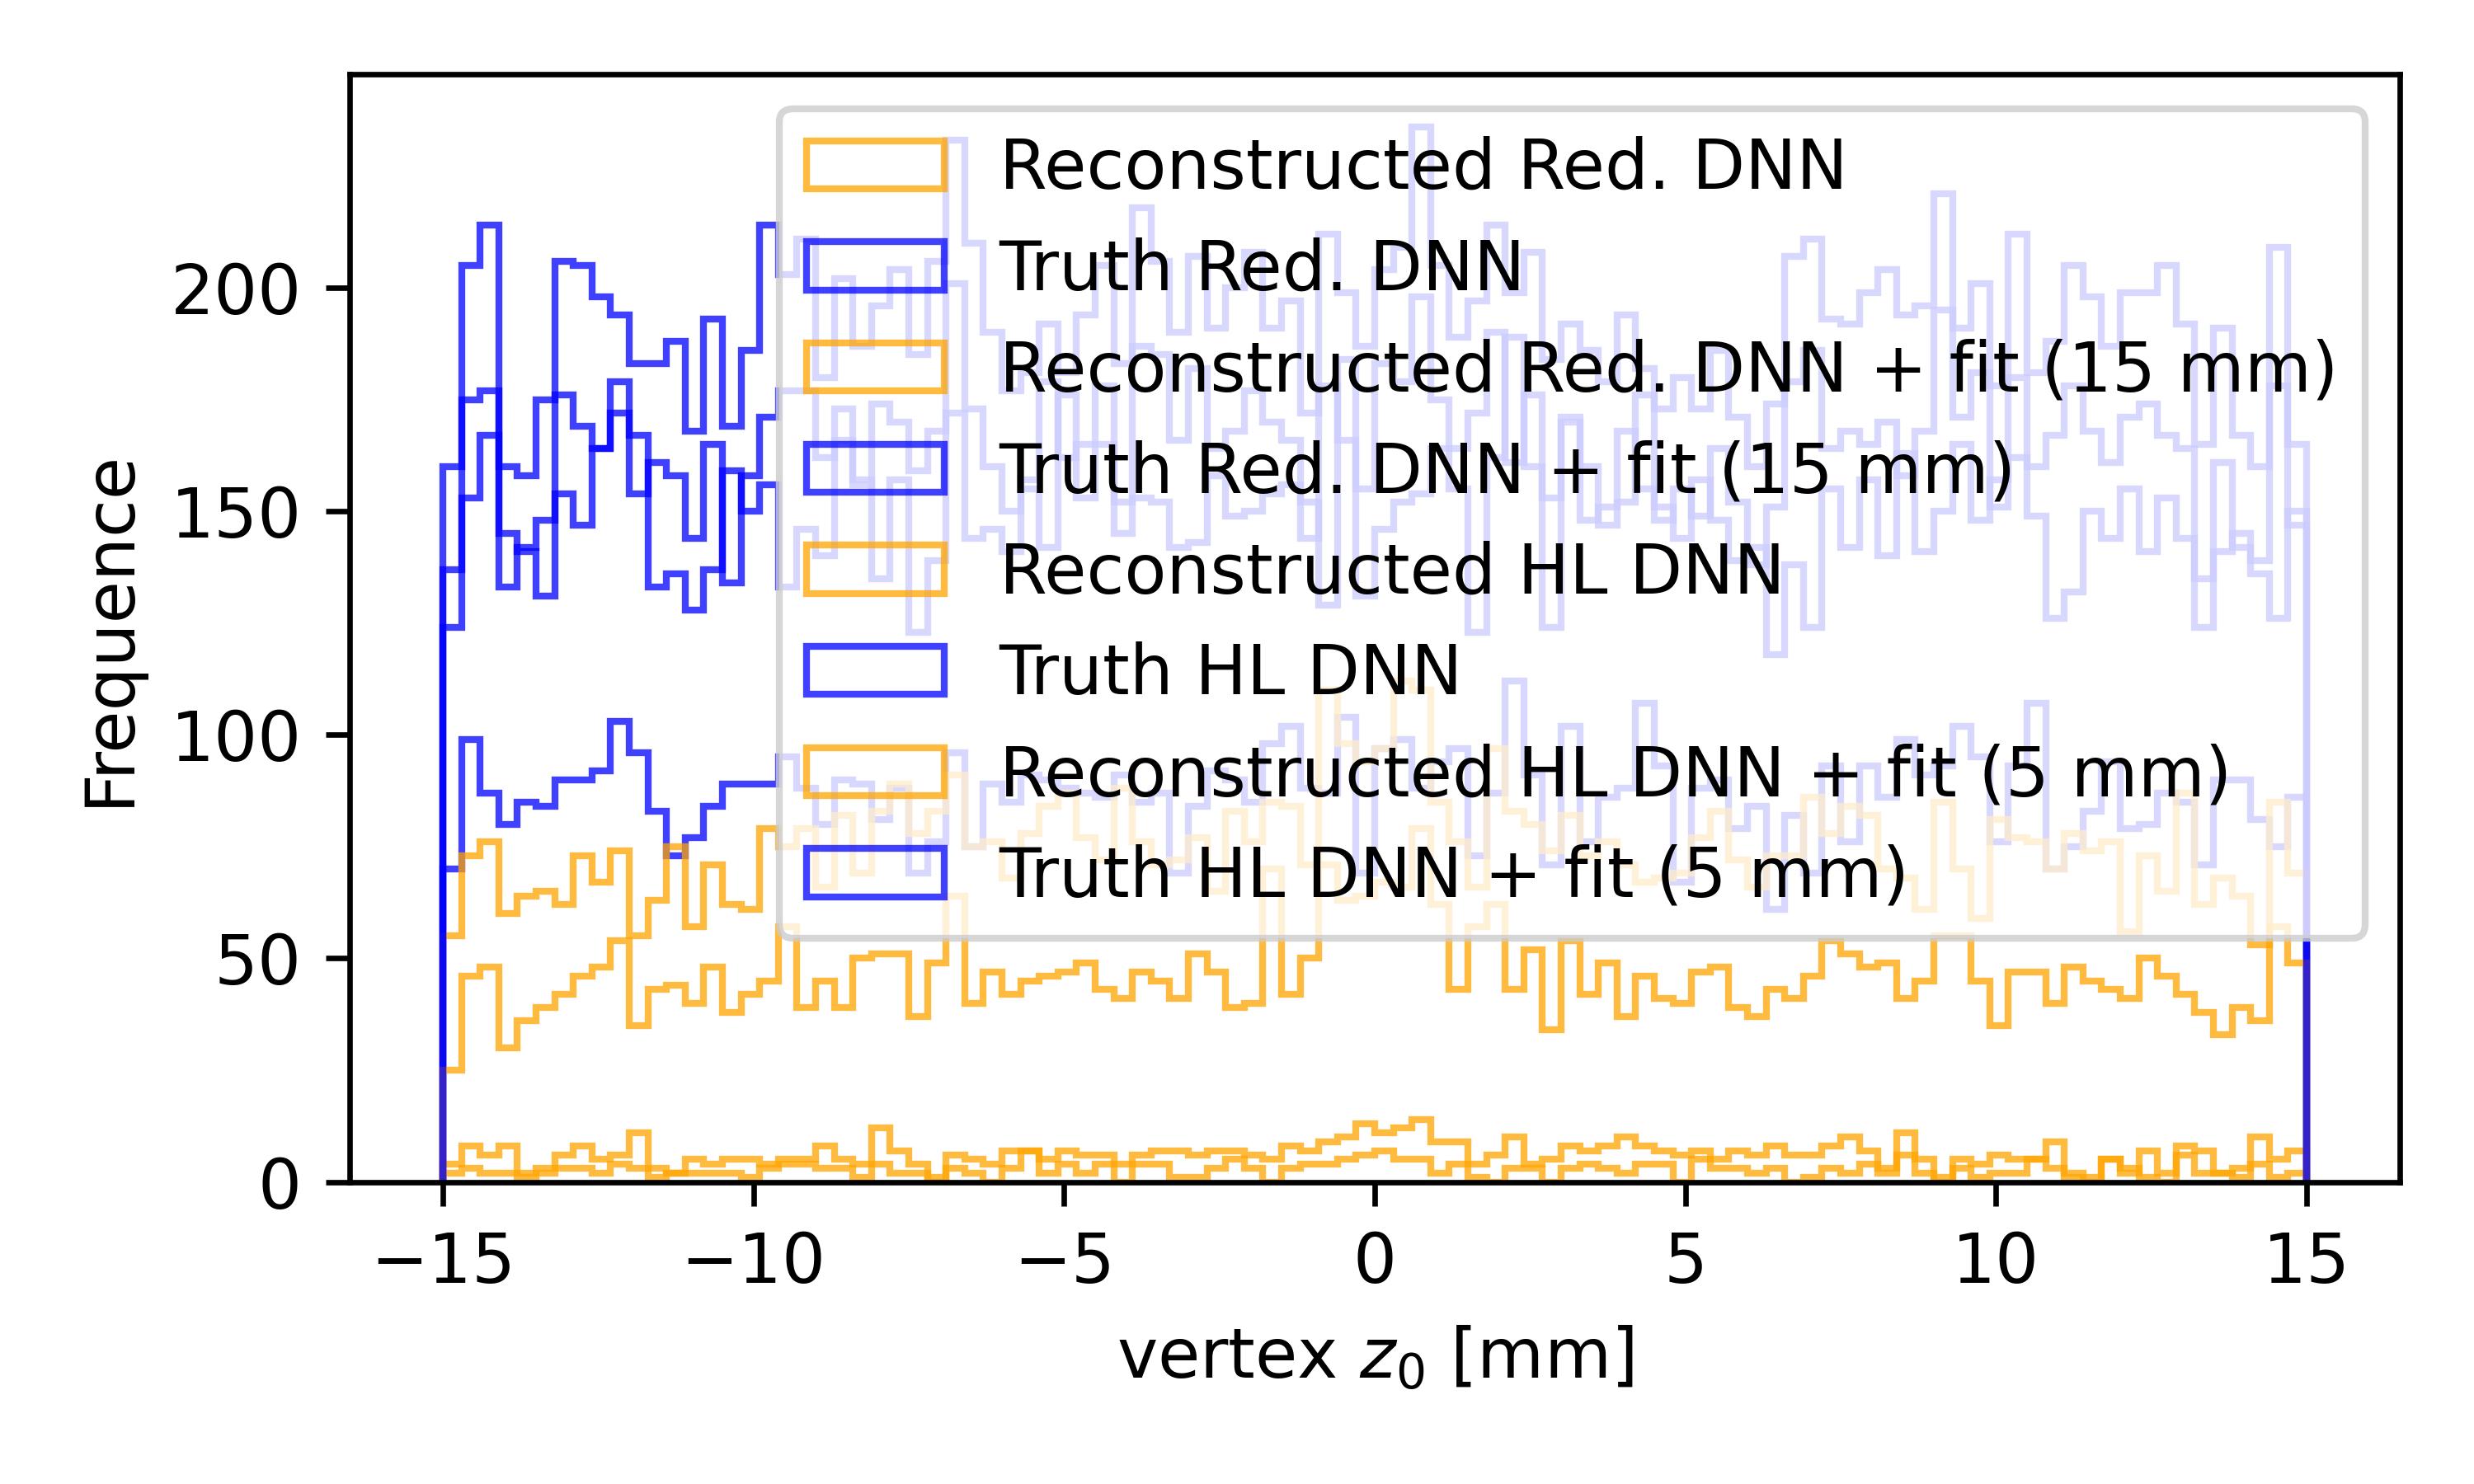 Reconstructed Red. DNN
Truth Red. DNN
Reconstructed Red. DNN + fit (15 mm)
Truth Red. DNN + fit (15 mm)
Reconstructed HL DNN
Truth HL DNN
Reconstructed HL DNN + fit (5 mm)
Truth HL DNN + fit (5 mm)
Frequence
200
150
100
50
0
−15 −10 −5 0 5 10 15
vertex z₀ [mm]